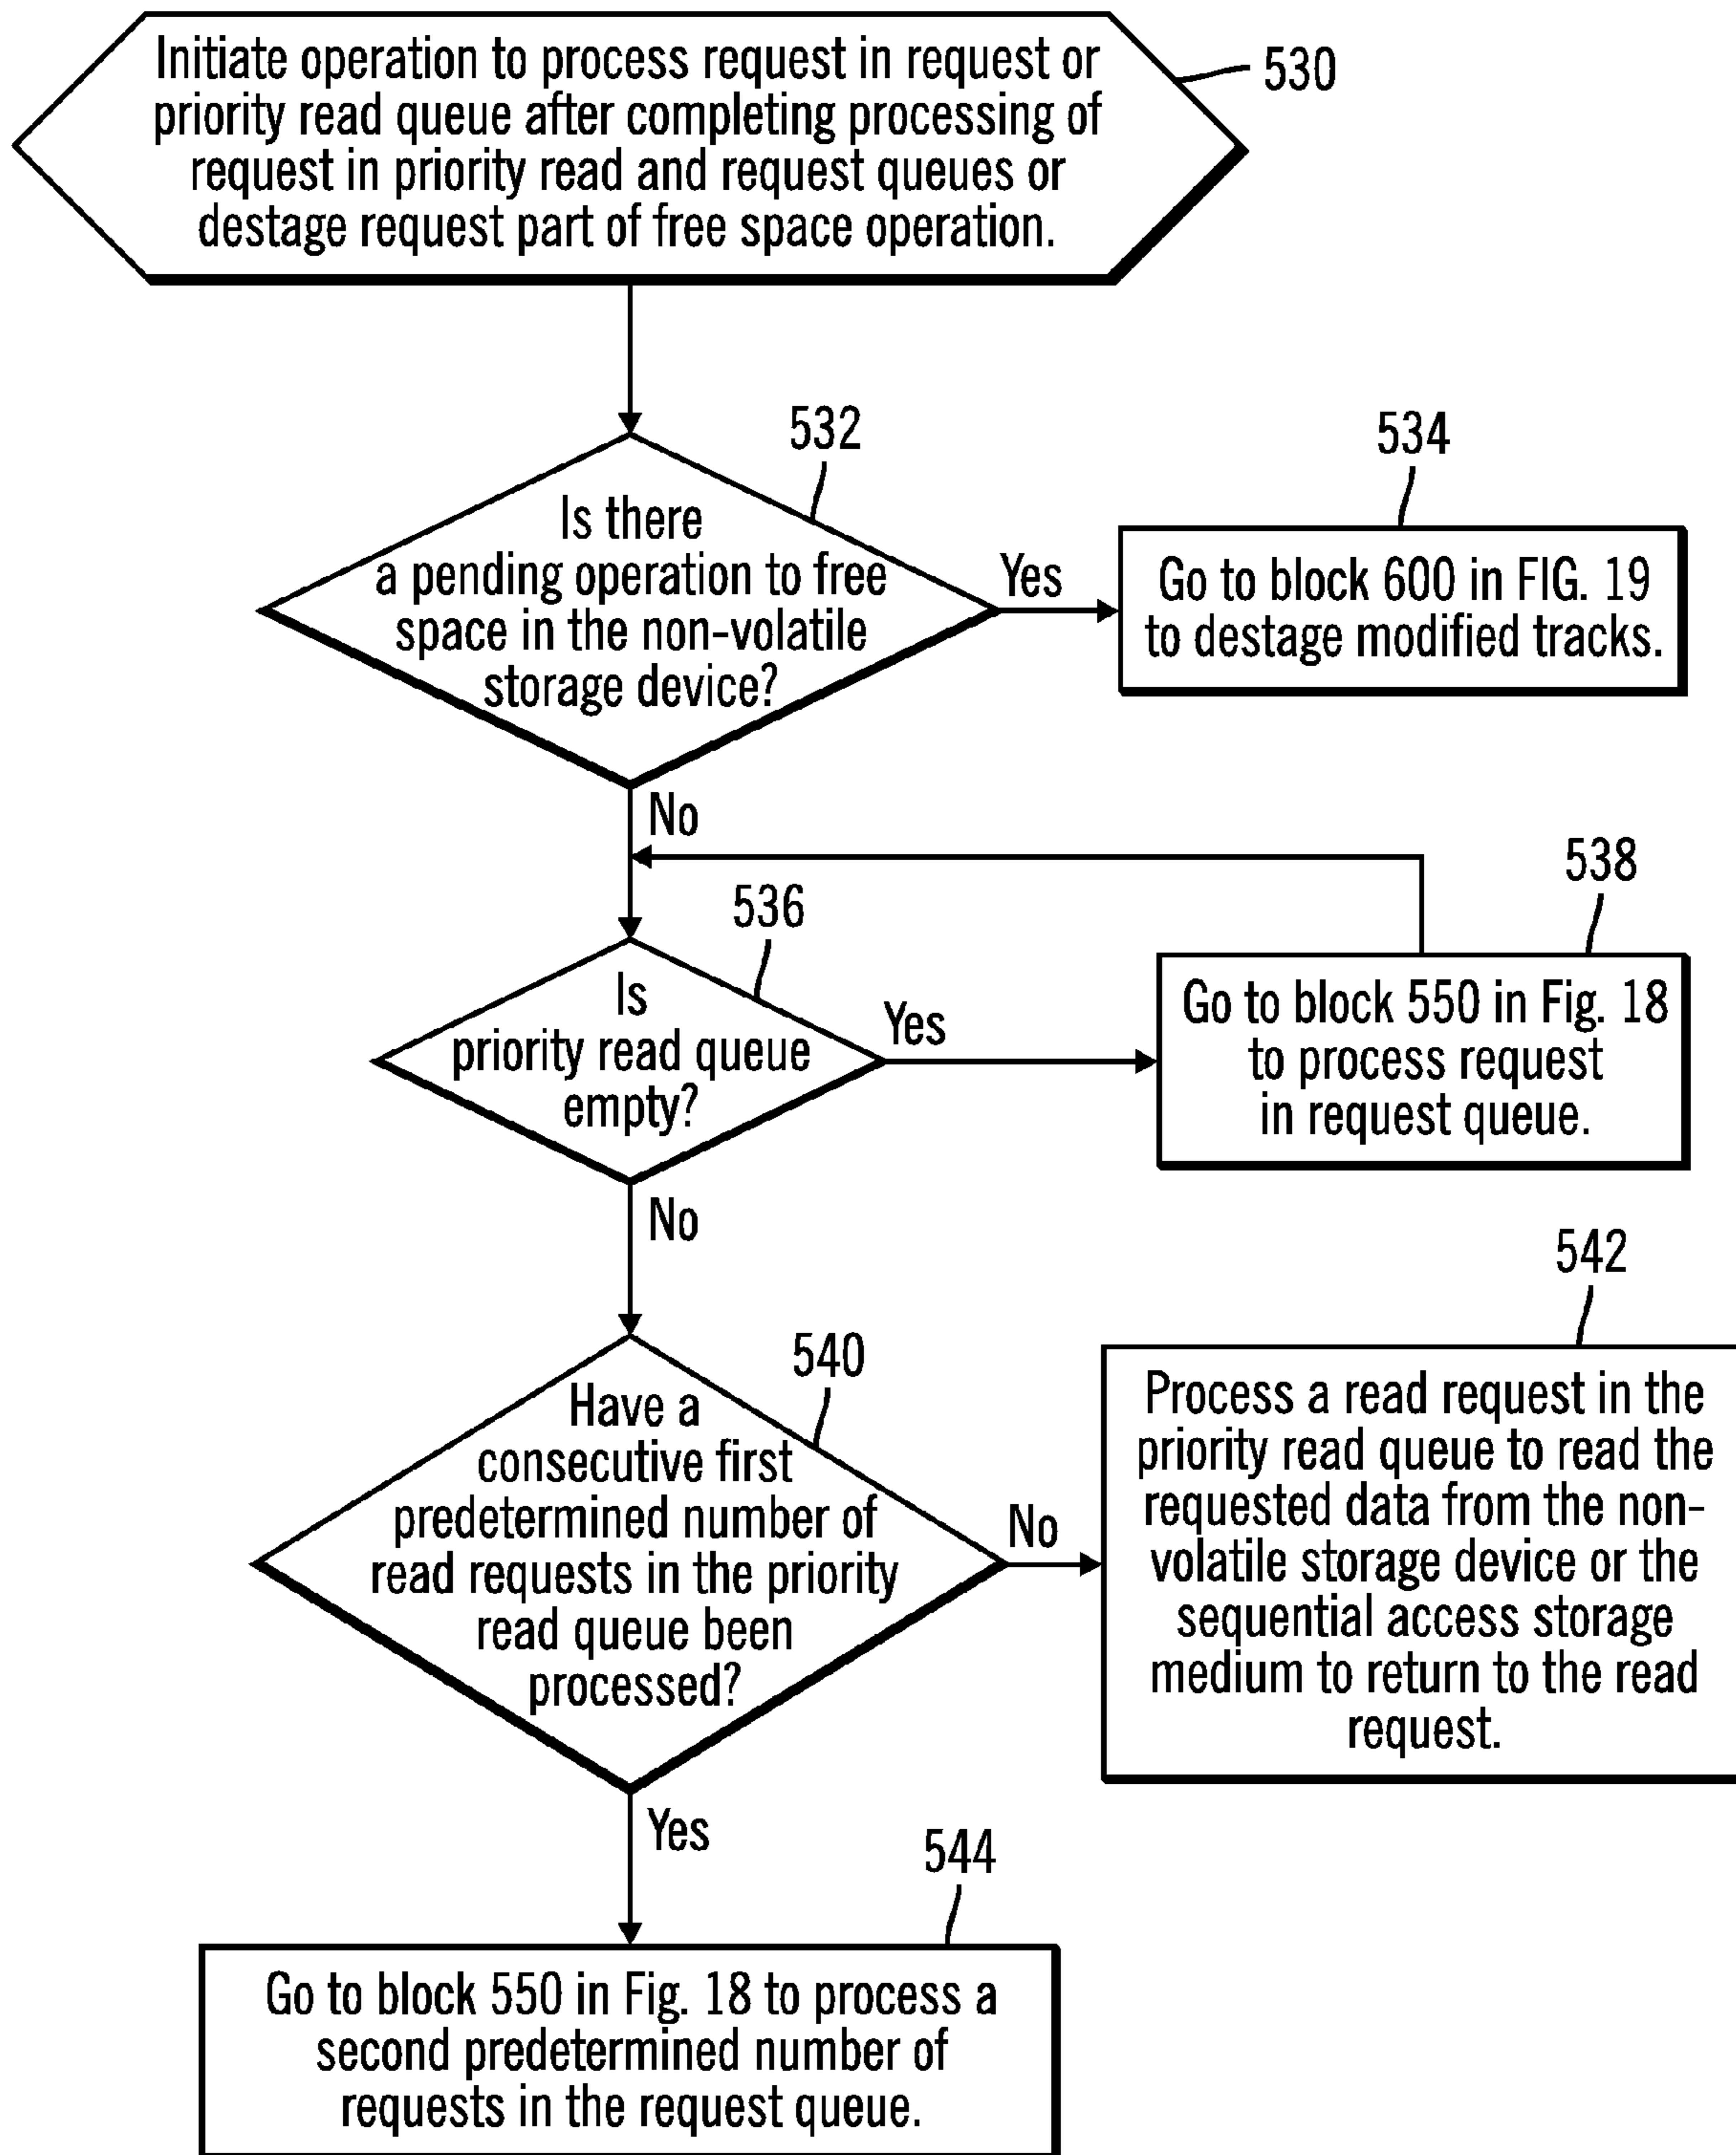 Initiate operation to process request in request or
priority read queue after completing processing of
request in priority read and request queues or
destage request part of free space operation.
530
532
Is there
a pending operation to free
space in the non-volatile
storage device?
Yes
534
Go to block 600 in FIG. 19
to destage modified tracks.
No
536
Is
priority read queue
empty?
Yes
538
Go to block 550 in Fig. 18
to process request
in request queue.
No
540
Have a
consecutive first
predetermined number of
read requests in the priority
read queue been
processed?
No
542
Process a read request in the
priority read queue to read the
requested data from the non-
volatile storage device or the
sequential access storage
medium to return to the read
request.
Yes
544
Go to block 550 in Fig. 18 to process a
second predetermined number of
requests in the request queue.